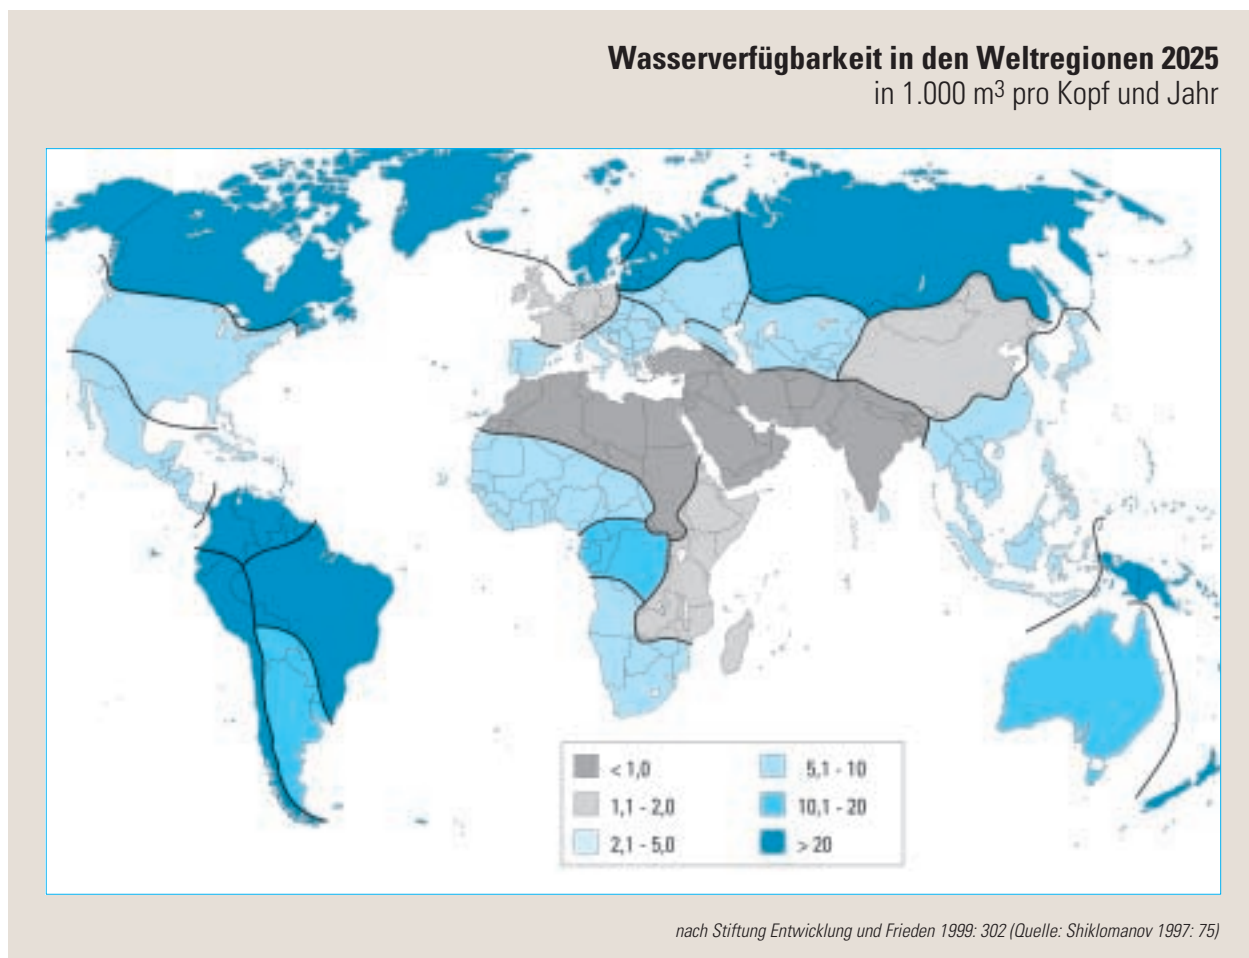 Wasserverfügbarkeit in den Weltregionen 2025
in 1.000 m³ pro Kopf und Jahr
< 1,0
1,1 - 2,0
2,1 - 5,0
5,1 - 10
10,1 - 20
> 20
nach Stiftung Entwicklung und Frieden 1999: 302 (Quelle: Shiklomanov 1997: 75)